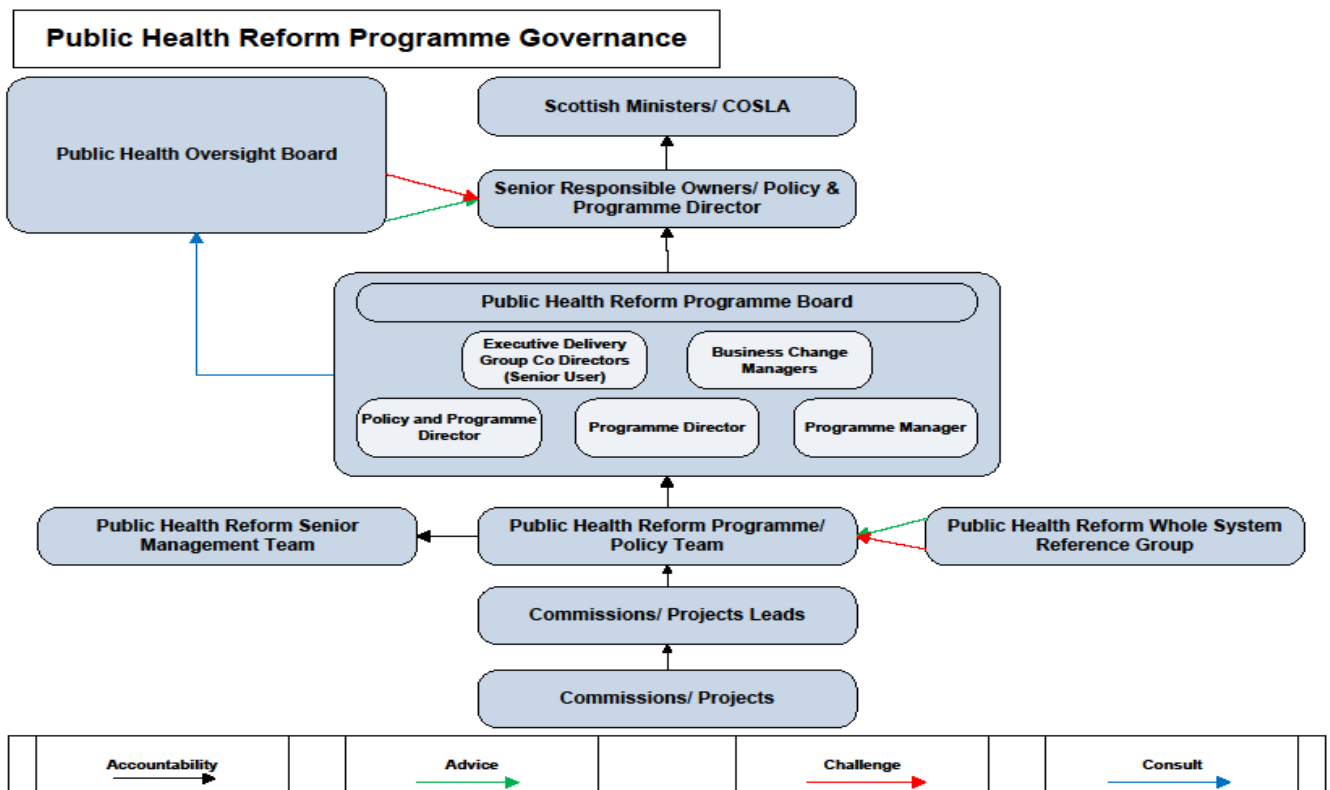 Public Health Reform Programme Governance
Public Health Oversight Board
Scottish Ministers/ COSLA
Senior Responsible Owners/ Policy &
Programme Director
Public Health Reform Programme Board
Executive Delivery
Group Co Directors
(Senior User)
Business Change
Managers
Policy and Programme
Director
Programme Director
Programme Manager
Public Health Reform Senior
Management Team
Public Health Reform Programme/
Policy Team
Public Health Reform Whole System
Reference Group
Commissions/ Projects Leads
Commissions/ Projects
Accountability
Advice
Challenge
Consult